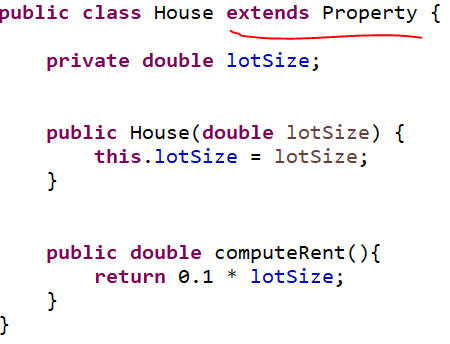 public class House extends Property {
private double lotSize;
public House(double lotSize) {
this.lotSize = lotSize;
}
public double computeRent(){
return 0.1 * lotSize;
}
}